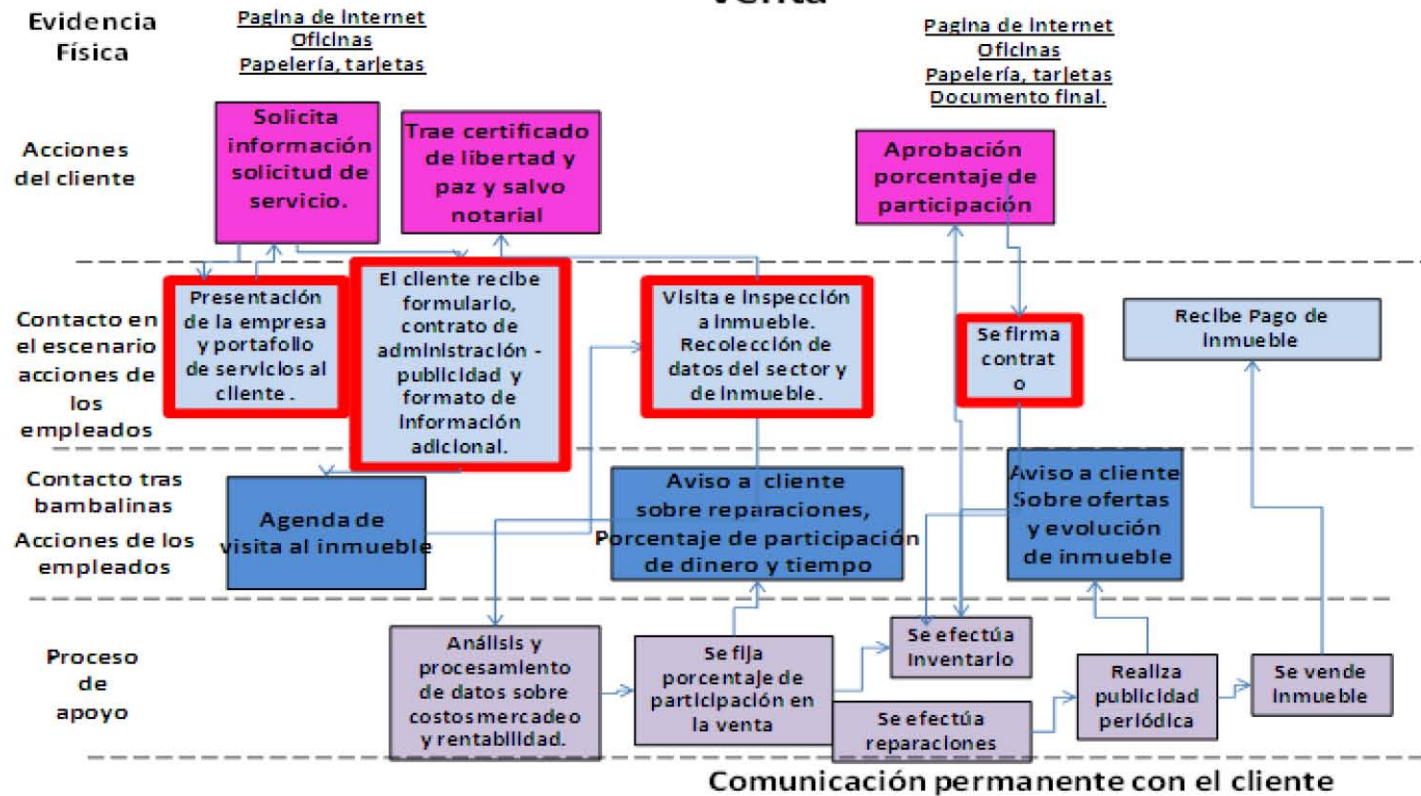 Venta
Evidencia
Física
Pagina de internet
Oficinas
Papelería, tarjetas
Pagina de internet
Oficinas
Papelería, tarjetas
Documento final.
Acciones
del cliente
Solicita
información
solicitud de
servicio.
Trae certificado
de libertad y
paz y salvo
notarial
Aprobación
porcentaje de
participación
Contacto en
el escenario
acciones de
los
empleados
Presentación
de la empresa
y portafolio
de servicios al
cliente .
El cliente recibe
formulario,
contrato de
administración -
publicidad y
formato de
información
adicional.
Visita e inspección
a inmueble.
Recolección de
datos del sector y
de inmueble.
Se firma
contrat
o
Recibe Pago de
inmueble
Contacto tras
bambalinas
Acciones de los
empleados
Agenda de
visita al inmueble
Aviso a cliente
sobre reparaciones,
Porcentaje de participación
de dinero y tiempo
Aviso a cliente
Sobre ofertas
y evolución
de inmueble
Proceso
de
apoyo
Análisis y
procesamiento
de datos sobre
costos mercadeo
y rentabilidad.
Se fija
porcentaje de
participación en
la venta
Se efectúa
inventario
Se efectúa
reparaciones
Realiza
publicidad
periódica
Se vende
inmueble
Comunicación permanente con el cliente